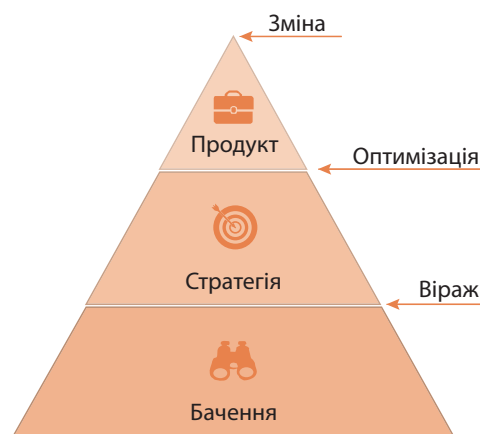 Зміна
Продукт
Оптимізація
Стратегія
Віраж
Бачення